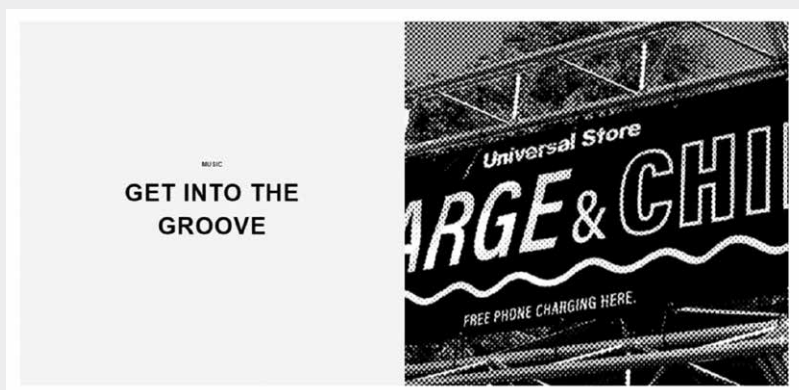 MUSIC
GET INTO THE
GROOVE
Universal Store
ARGE & CHI
FREE PHONE CHARGING HERE.